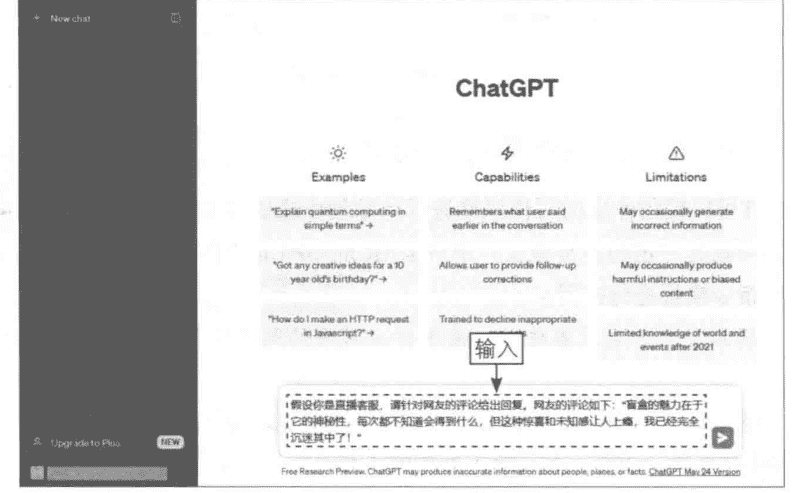 + New chat
ChatGPT
Examples
Capabilities
Limitations
"Explain quantum computing in
simple terms" →
Remembers what user said
earlier in the conversation
May occasionally generate
incorrect information
"Got any creative ideas for a 10
year old's birthday?" →
Allows user to provide follow-up
corrections
May occasionally produce
harmful instructions or biased
content
"How do I make an HTTP request
in Javascript?" →
Trained to decline inappropriate
Limited knowledge of world and
events after 2021
输入
假设你是直播客服，请针对网友的评论给出回复。网友的评论如下："盲盒的魅力在于
它的神秘性，每次都不知道会得到什么，但这种惊喜和未知感让人上瘾，我已经完全
沉迷其中了！"
Upgrade to Plus
NEW
Free Research Preview. ChatGPT may produce inaccurate information about people, places, or facts. ChatGPT May 24 Version